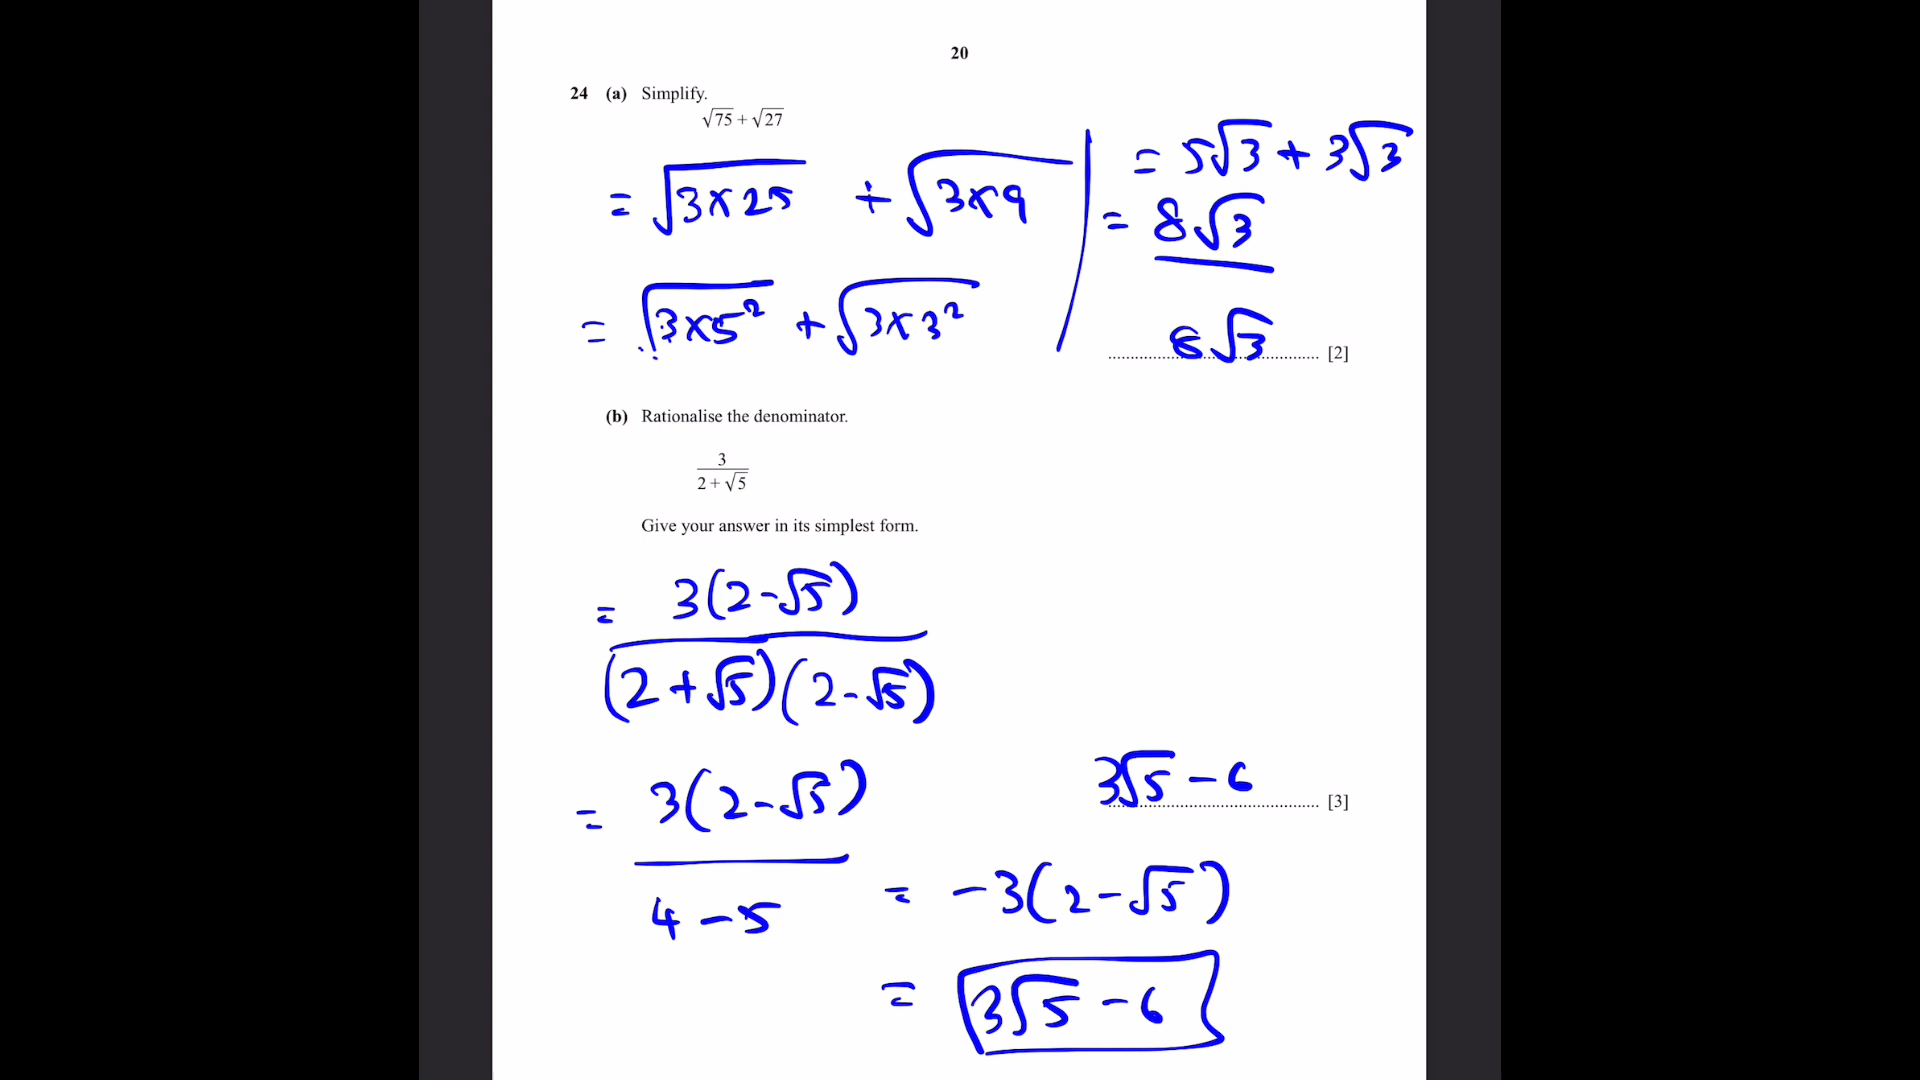 20
24 (a) Simplify.
√75 + √27
= √(3×25) + √(3×9)
= √(3×5²) + √(3×3²)
= 5√3 + 3√3
= 8√3
8√3 [2]
(b) Rationalise the denominator.
3
2 + √5
Give your answer in its simplest form.
= 3(2-√5)
(2+√5)(2-√5)
= 3(2-√5)
4-5
3√5 - 6 [3]
= -3(2-√5)
= 3√5 - 6